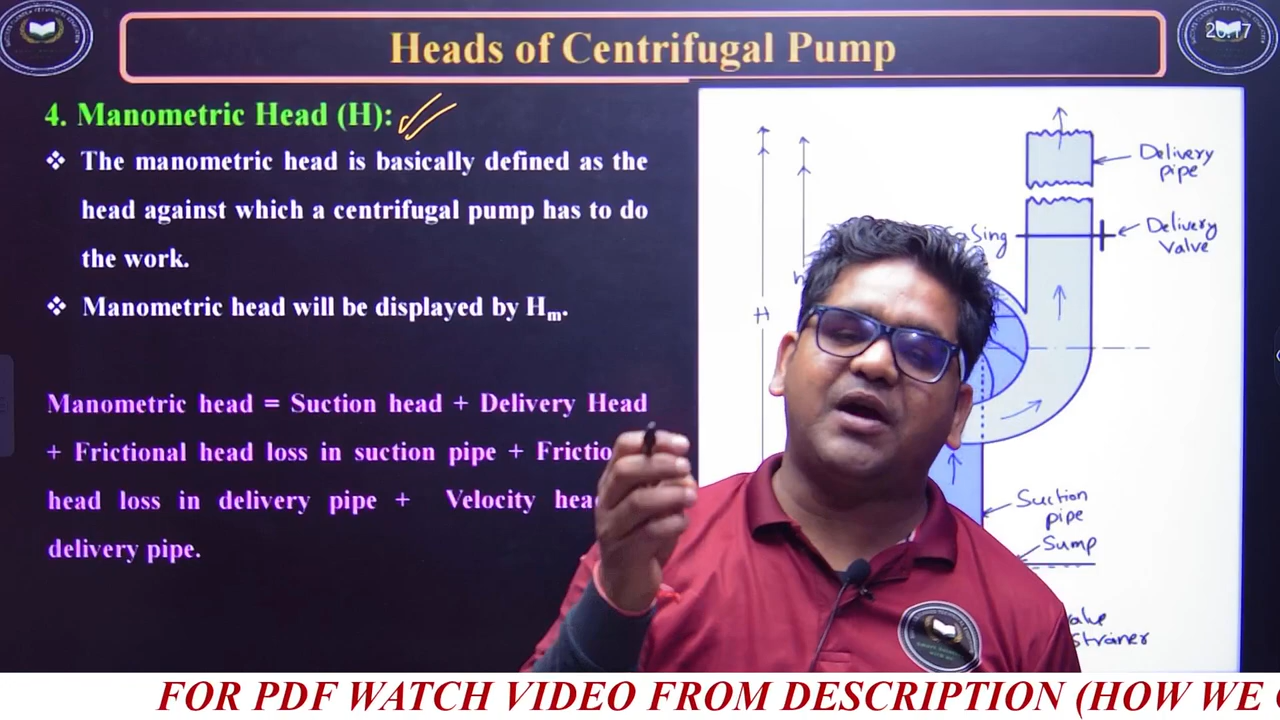 Heads of Centrifugal Pump
20:17
4. Manometric Head (H):
❖ The manometric head is basically defined as the
head against which a centrifugal pump has to do
the work.
❖ Manometric head will be displayed by Hm.
Manometric head = Suction head + Delivery Head
+ Frictional head loss in suction pipe +
head loss in delivery pipe + Velocity
delivery pipe.
Delivery
pipe
Delivery
Valve
H
Suction
pipe
Sump
Strainer
FOR PDF WATCH VIDEO FROM DESCRIPTION (HOW WE